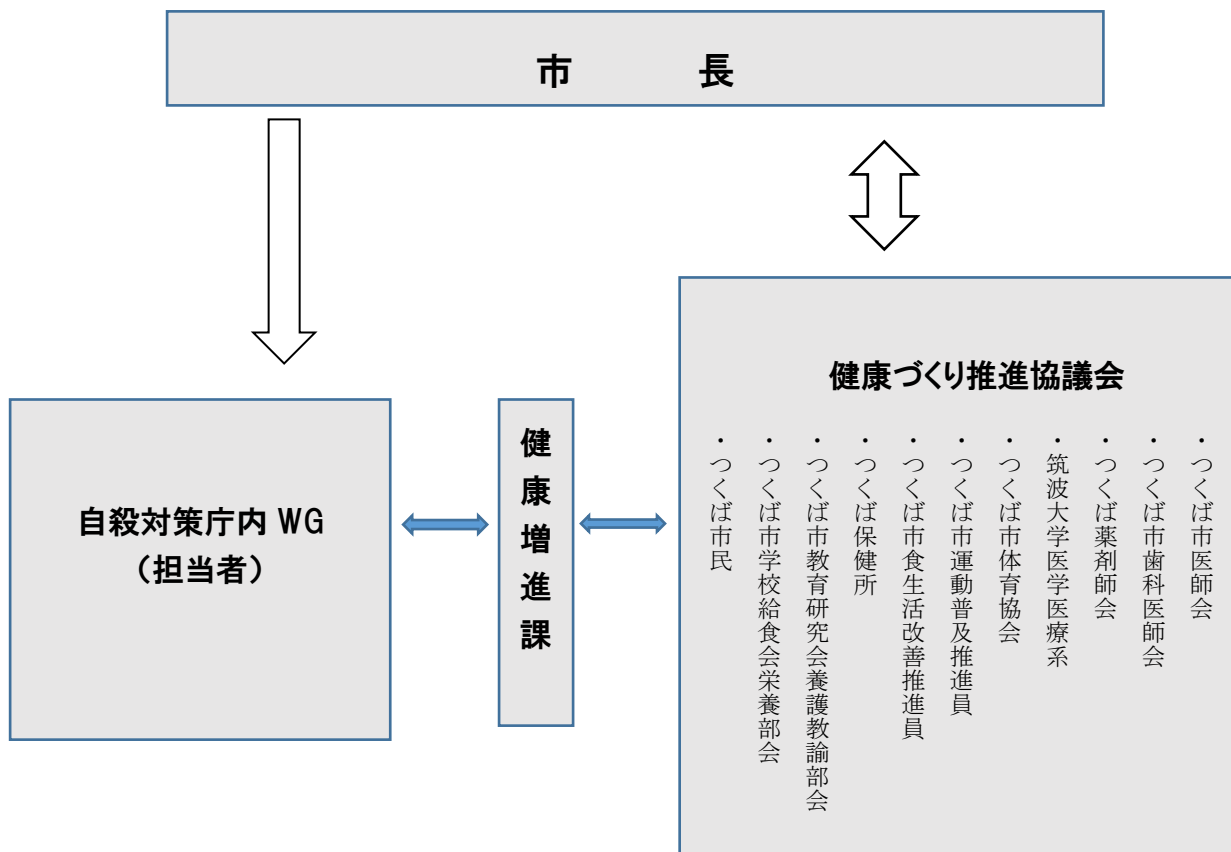 市　長
健康づくり推進協議会
・つくば市医師会
・つくば市歯科医師会
・つくば薬剤師会
・筑波大学医学医療系
・つくば市体育協会
・つくば市運動普及推進員
・つくば市食生活改善推進員
・つくば保健所
・つくば市教育研究会養護教諭部会
・つくば市学校給食会栄養部会
・つくば市民
健康増進課
自殺対策庁内 WG
（担当者）